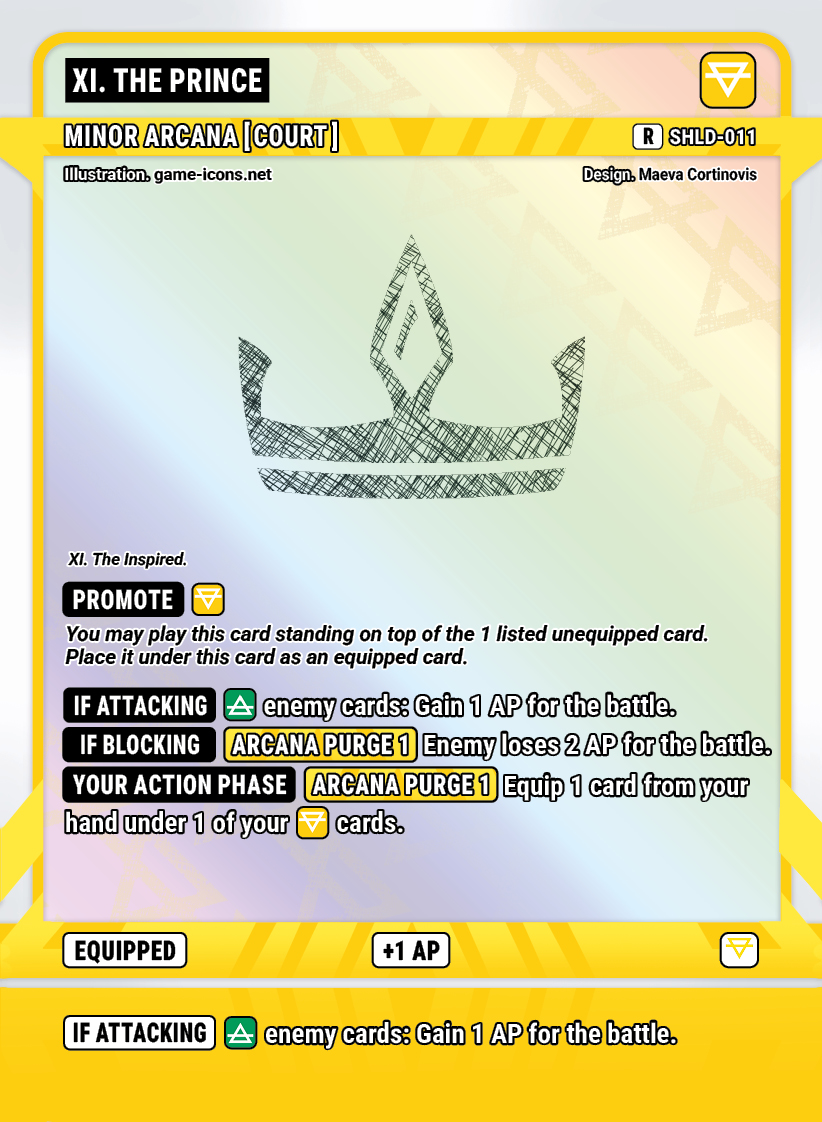 XI. THE PRINCE
MINOR ARCANA [COURT]
R SHLD-011
Illustration. game-icons.net
Design. Maeva Cortinovis
XI. The Inspired.
PROMOTE
You may play this card standing on top of the 1 listed unequipped card.
Place it under this card as an equipped card.
IF ATTACKING enemy cards: Gain 1 AP for the battle.
IF BLOCKING ARCANA PURGE 1 Enemy loses 2 AP for the battle.
YOUR ACTION PHASE ARCANA PURGE 1 Equip 1 card from your
hand under 1 of your cards.
EQUIPPED +1 AP
IF ATTACKING enemy cards: Gain 1 AP for the battle.